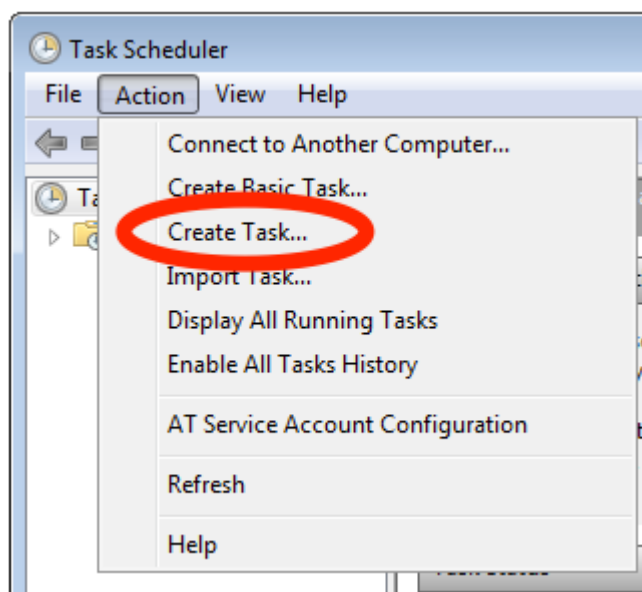 Task Scheduler
File Action View Help
Connect to Another Computer...
Create Basic Task...
Create Task...
Import Task...
Display All Running Tasks
Enable All Tasks History
AT Service Account Configuration
Refresh
Help